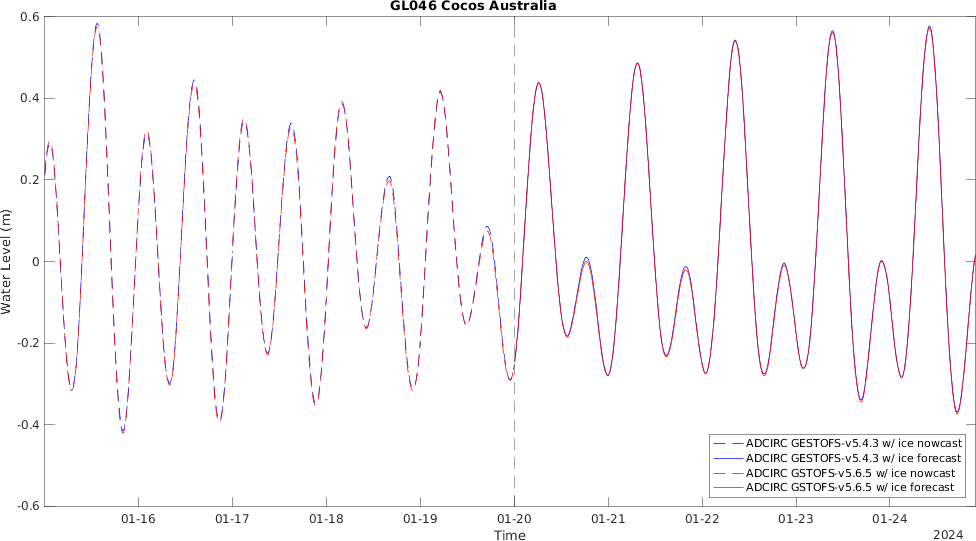 GL046 Cocos Australia
0.6
0.4
0.2
0
-0.2
-0.4
-0.6
Water Level (m)
ADCIRC GESTOFS-v5.4.3 w/ ice nowcast
ADCIRC GESTOFS-v5.4.3 w/ ice forecast
ADCIRC GSTOFS-v5.6.5 w/ ice nowcast
ADCIRC GSTOFS-v5.6.5 w/ ice forecast
01-16 01-17 01-18 01-19 01-20 01-21 01-22 01-23 01-24
Time
2024